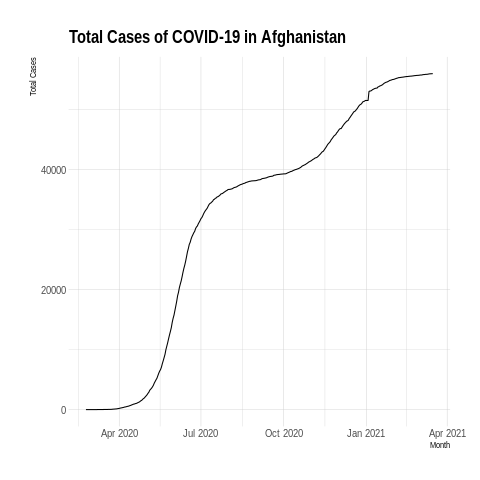 Total Cases of COVID-19 in Afghanistan
Total Cases
40000
20000
0
Apr 2020 Jul 2020 Oct 2020 Jan 2021 Apr 2021
Month